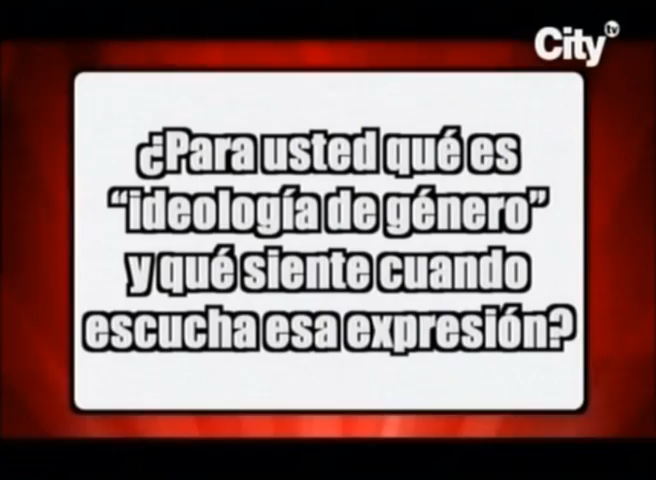 City tv
¿Para usted qué es
“ideología de género”
y qué siente cuando
escucha esa expresión?